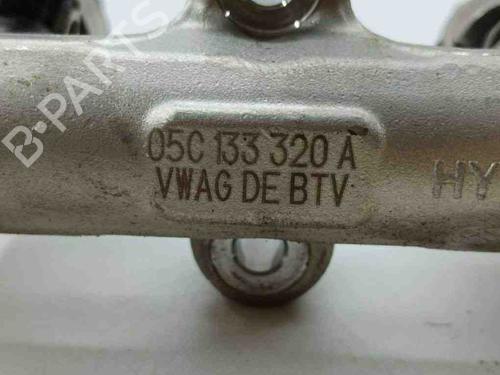 B-PARTS
05C 133 320 A
VWAG DE BTV
HY